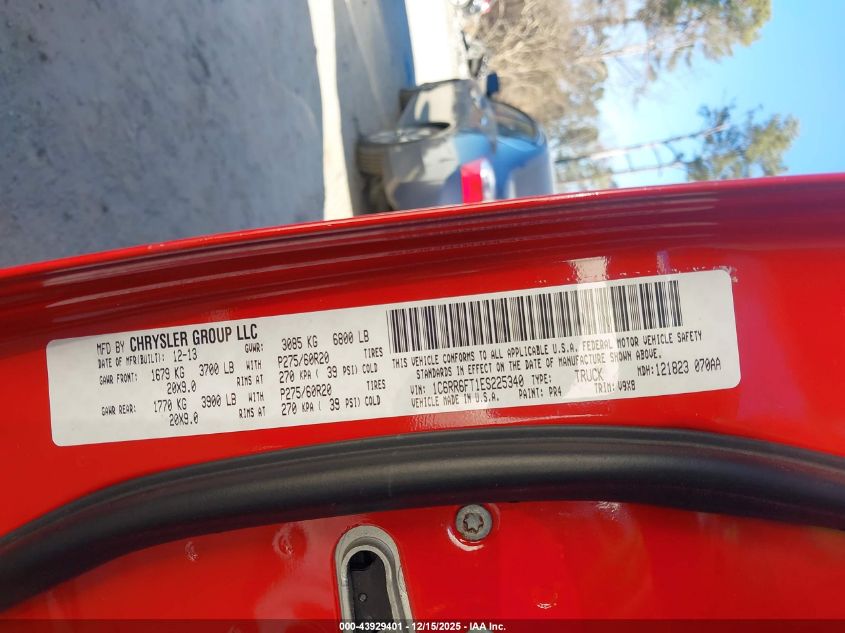 MFD BY CHRYSLER GROUP LLC
DATE OF MFR(BUILT): 12-13 GVWR: 3085 KG 6800 LB
GAWR FRONT: 1679 KG 3700 LB WITH P275/60R20 TIRES
20X9.0 RIMS AT 270 KPA ( 39 PSI) COLD
GAWR REAR: 1770 KG 3900 LB WITH P275/60R20 TIRES
20X9.0 RIMS AT 270 KPA ( 39 PSI) COLD
THIS VEHICLE CONFORMS TO ALL APPLICABLE U.S.A. FEDERAL MOTOR VEHICLE SAFETY
STANDARDS IN EFFECT ON THE DATE OF MANUFACTURE SHOWN ABOVE.
VIN: 1C6RR6FT1ES225340 TYPE: TRUCK MDH: 121823 070AA
VEHICLE MADE IN U.S.A. PAINT: PR4 TRIM: V9X8
000-43929401 - 12/15/2025 - IAA Inc.